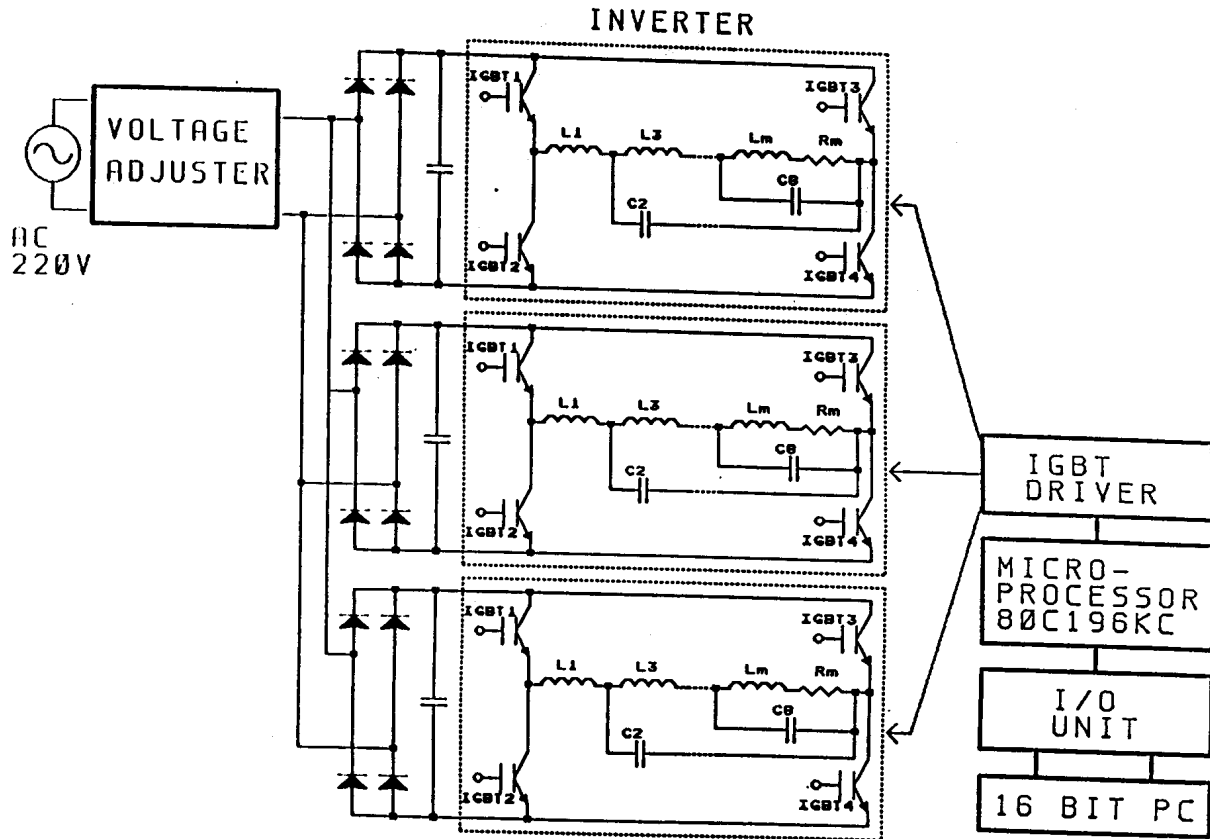 INVERTER
VOLTAGE
ADJUSTER
AC
220V
IGBT1
IGBT3
L1
L3
Lm
Rm
C8
C2
IGBT2
IGBT4
IGBT1
IGBT3
L1
L3
Lm
Rm
C8
C2
IGBT2
IGBT4
IGBT1
IGBT3
L1
L3
Lm
Rm
C8
C2
IGBT2
IGBT4
IGBT
DRIVER
MICRO-
PROCESSOR
80C196KC
I/O
UNIT
16 BIT PC